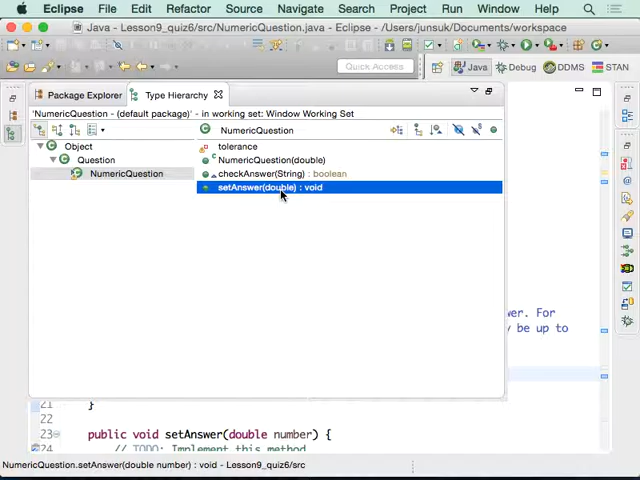 Eclipse File Edit Refactor Source Navigate Search Project Run Window Help
Java - Lesson9_quiz6/src/NumericQuestion.java - Eclipse - /Users/junsuk/Documents/workspace
Quick Access Java Debug DDMS STAN
Package Explorer Type Hierarchy
'NumericQuestion - (default package)' - in working set: Window Working Set
NumericQuestion
Object
Question
NumericQuestion
tolerance
NumericQuestion(double)
checkAnswer(String) : boolean
setAnswer(double) : void
wer. For
y be up to
21 }
22
23 public void setAnswer(double number) {
24 // TODO: Implement this method
NumericQuestion.setAnswer(double number) : void - Lesson9_quiz6/src